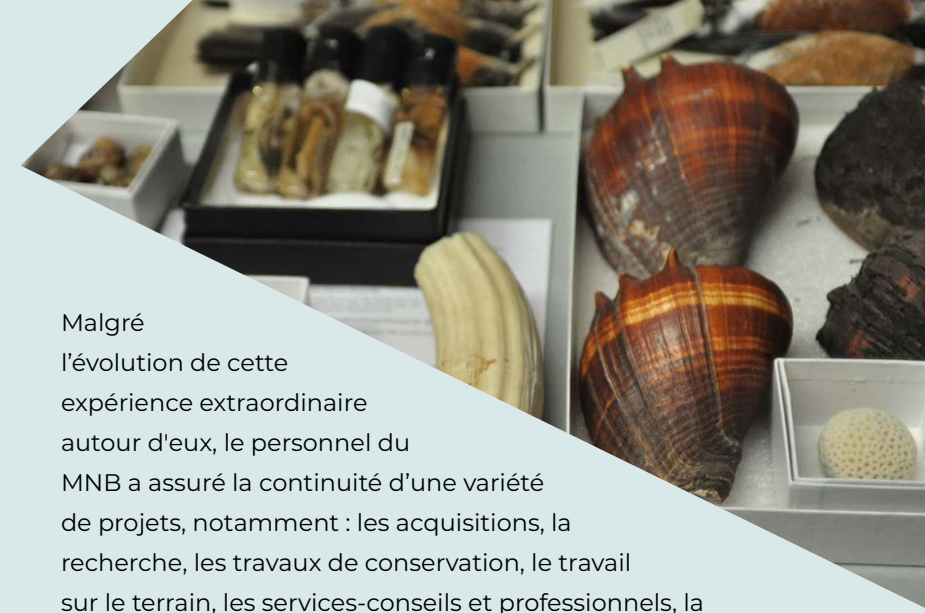 Malgré
l’évolution de cette
expérience extraordinaire
autour d'eux, le personnel du
MNB a assuré la continuité d’une variété
de projets, notamment : les acquisitions, la
recherche, les travaux de conservation, le travail
sur le terrain, les services-conseils et professionnels, la